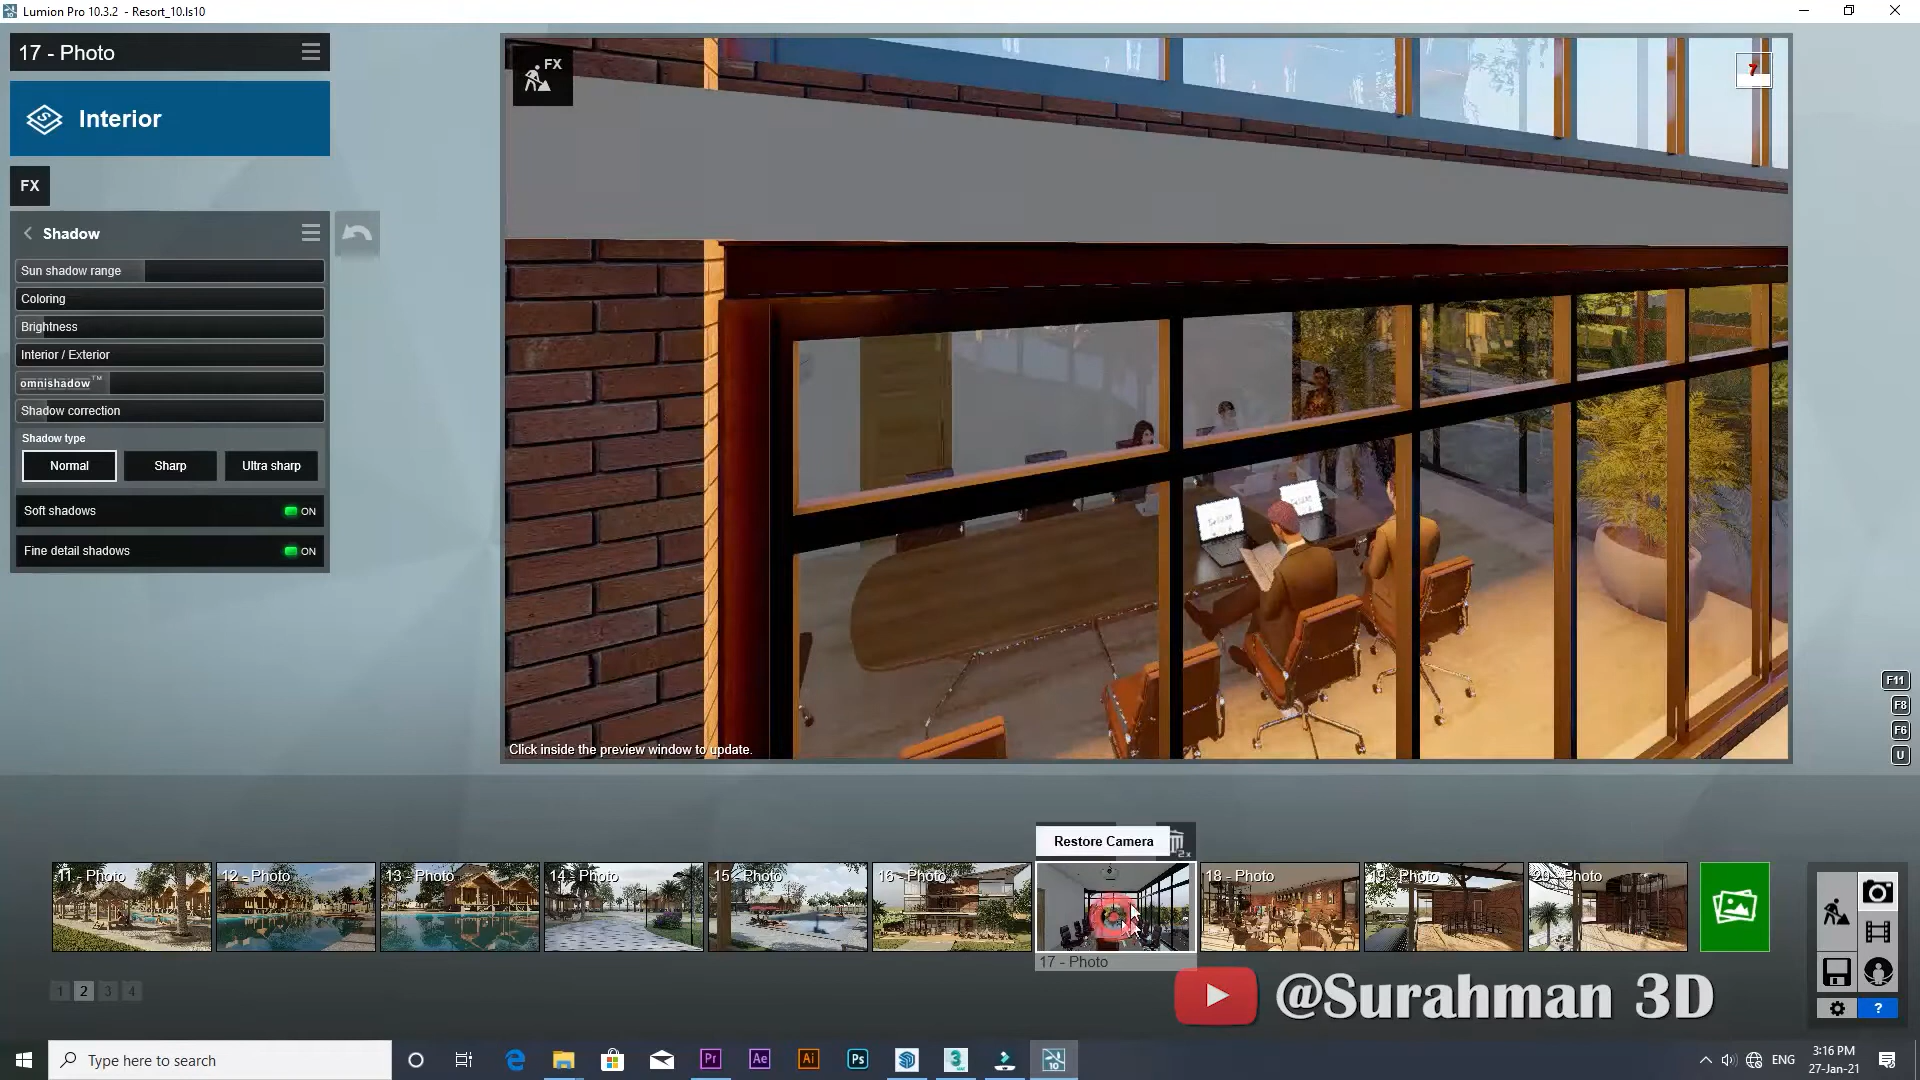 Lumion Pro 10.3.2 - Resort_10.ls10
17 - Photo
Interior
FX
Shadow
Sun shadow range
Coloring
Brightness
Interior / Exterior
omnishadow™
Shadow correction
Shadow type
Normal
Sharp
Ultra sharp
Soft shadows
ON
Fine detail shadows
ON
FX
7
Click inside the preview window to update.
F11
F8
F6
U
Restore Camera
2x
11 - Photo
12 - Photo
13 - Photo
14 - Photo
15 - Photo
16 - Photo
18 - Photo
19 - Photo
20 - Photo
17 - Photo
1 2 3 4
@Surahman 3D
?
Type here to search
Pr
Ae
Ai
Ps
3
10
ENG
3:16 PM
27-Jan-21